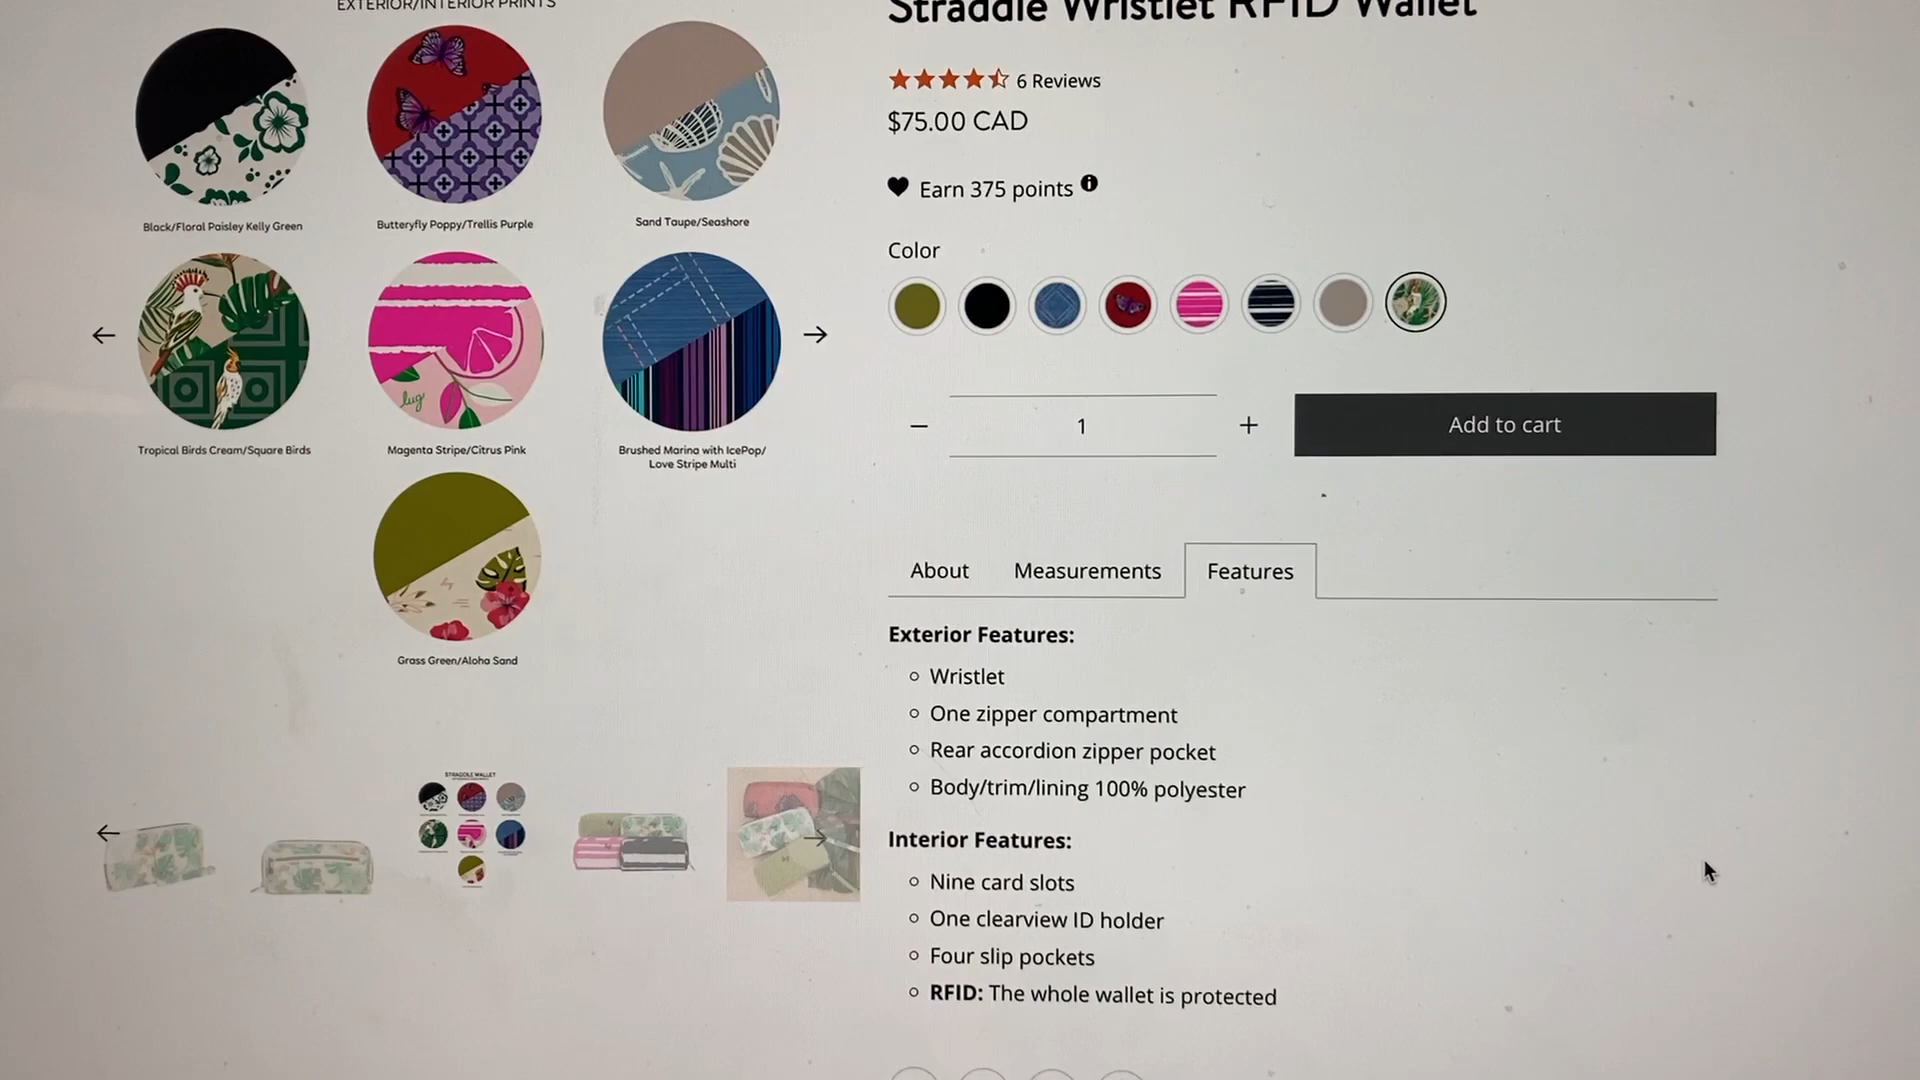 EXTERIOR/INTERIOR PRINTS
Black/Floral Paisley Kelly Green
Butteryfly Poppy/Trellis Purple
Sand Taupe/Seashore
lug
Tropical Birds Cream/Square Birds
Magenta Stripe/Citrus Pink
Brushed Marina with IcePop/
Love Stripe Multi
Grass Green/Aloha Sand
STRADDLE WALLET
Straddle Wristlet RFID Wallet
6 Reviews
$75.00 CAD
Earn 375 points
Color
1
Add to cart
About Measurements Features
Exterior Features:
Wristlet
One zipper compartment
Rear accordion zipper pocket
Body/trim/lining 100% polyester
Interior Features:
Nine card slots
One clearview ID holder
Four slip pockets
RFID: The whole wallet is protected